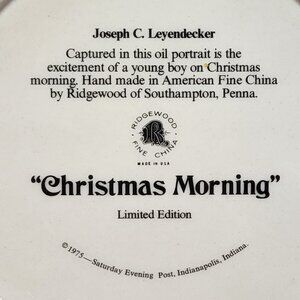 Joseph C. Leyendecker
Captured in this oil portrait is the
excitement of a young boy on Christmas
morning. Hand made in American Fine China
by Ridgewood of Southampton, Penna.
RIDGEWOOD
R
FINE CHINA
MADE IN USA
“Christmas Morning”
Limited Edition
©1975—Saturday Evening Post, Indianapolis, Indiana.